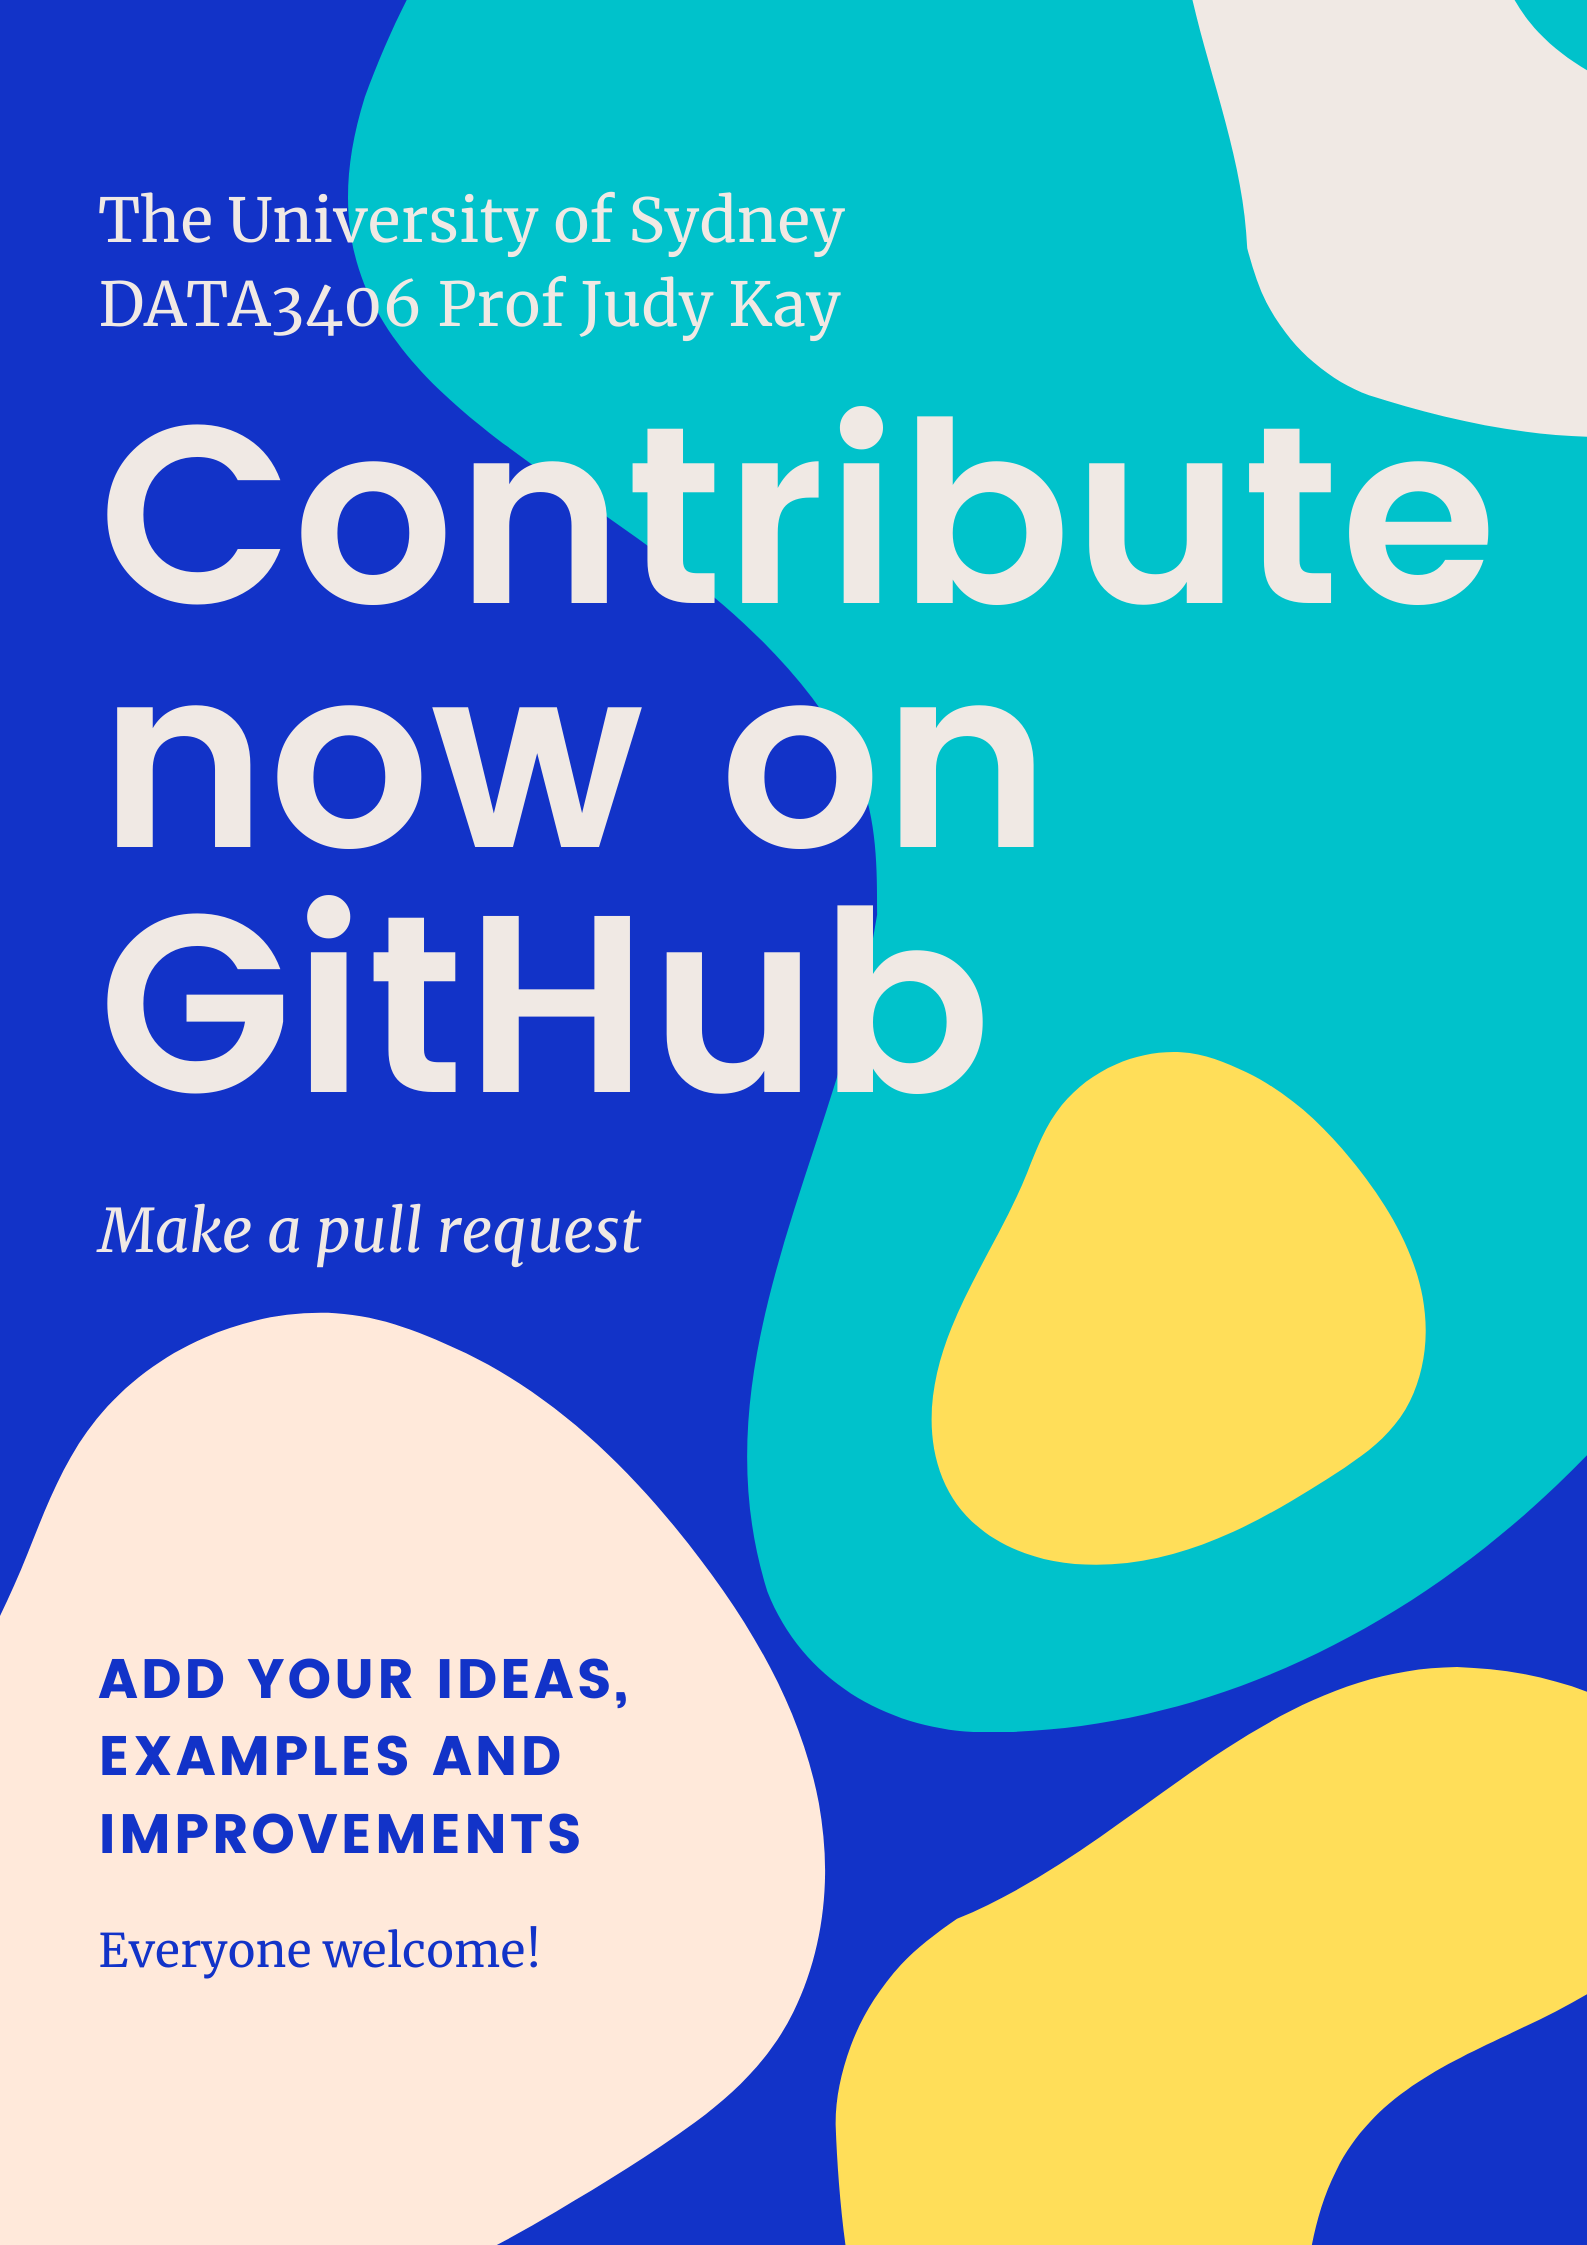 The University of Sydney
DATA3406 Prof Judy Kay
Contribute
now on
GitHub
Make a pull request
ADD YOUR IDEAS,
EXAMPLES AND
IMPROVEMENTS
Everyone welcome!